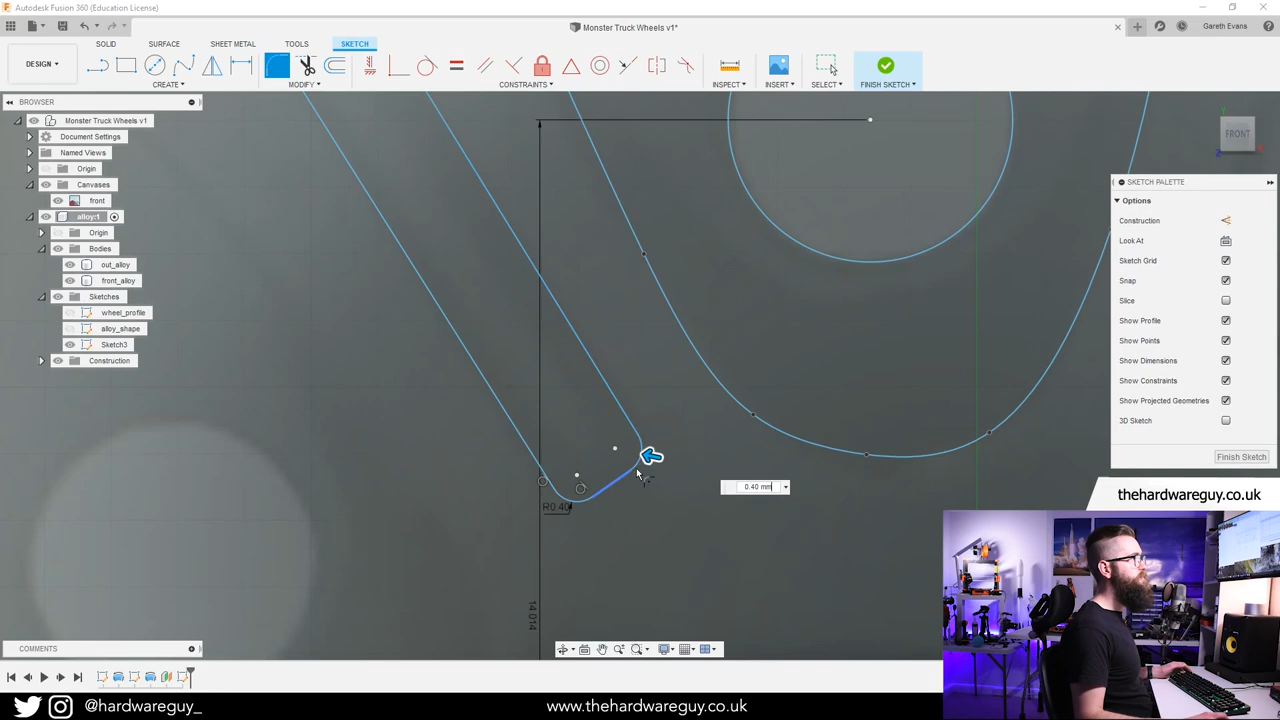 Autodesk Fusion 360 (Education License)
Monster Truck Wheels v1*
Gareth Evans
DESIGN
SOLID
SURFACE
SHEET METAL
TOOLS
SKETCH
CREATE
MODIFY
CONSTRAINTS
INSPECT
INSERT
SELECT
FINISH SKETCH
BROWSER
Monster Truck Wheels v1
Document Settings
Named Views
Origin
Canvases
front
alloy:1
Origin
Bodies
out_alloy
front_alloy
Sketches
wheel_profile
alloy_shape
Sketch3
Construction
FRONT
SKETCH PALETTE
Options
Construction
Look At
Sketch Grid
Snap
Slice
Show Profile
Show Points
Show Dimensions
Show Constraints
Show Projected Geometries
3D Sketch
Finish Sketch
0.40 mm
R0.40
14.014
thehardwareguy.co.uk
COMMENTS
@hardwareguy_
www.thehardwareguy.co.uk